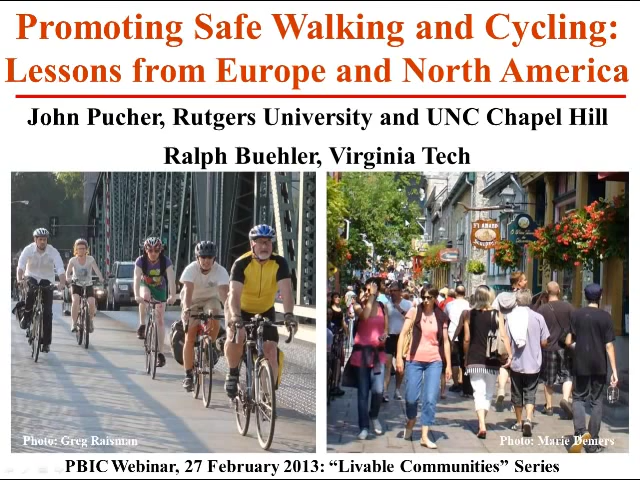 Promoting Safe Walking and Cycling:
Lessons from Europe and North America
John Pucher, Rutgers University and UNC Chapel Hill
Ralph Buehler, Virginia Tech
Photo: Greg Raisman
Photo: Marie Demers
PBIC Webinar, 27 February 2013: “Livable Communities” Series